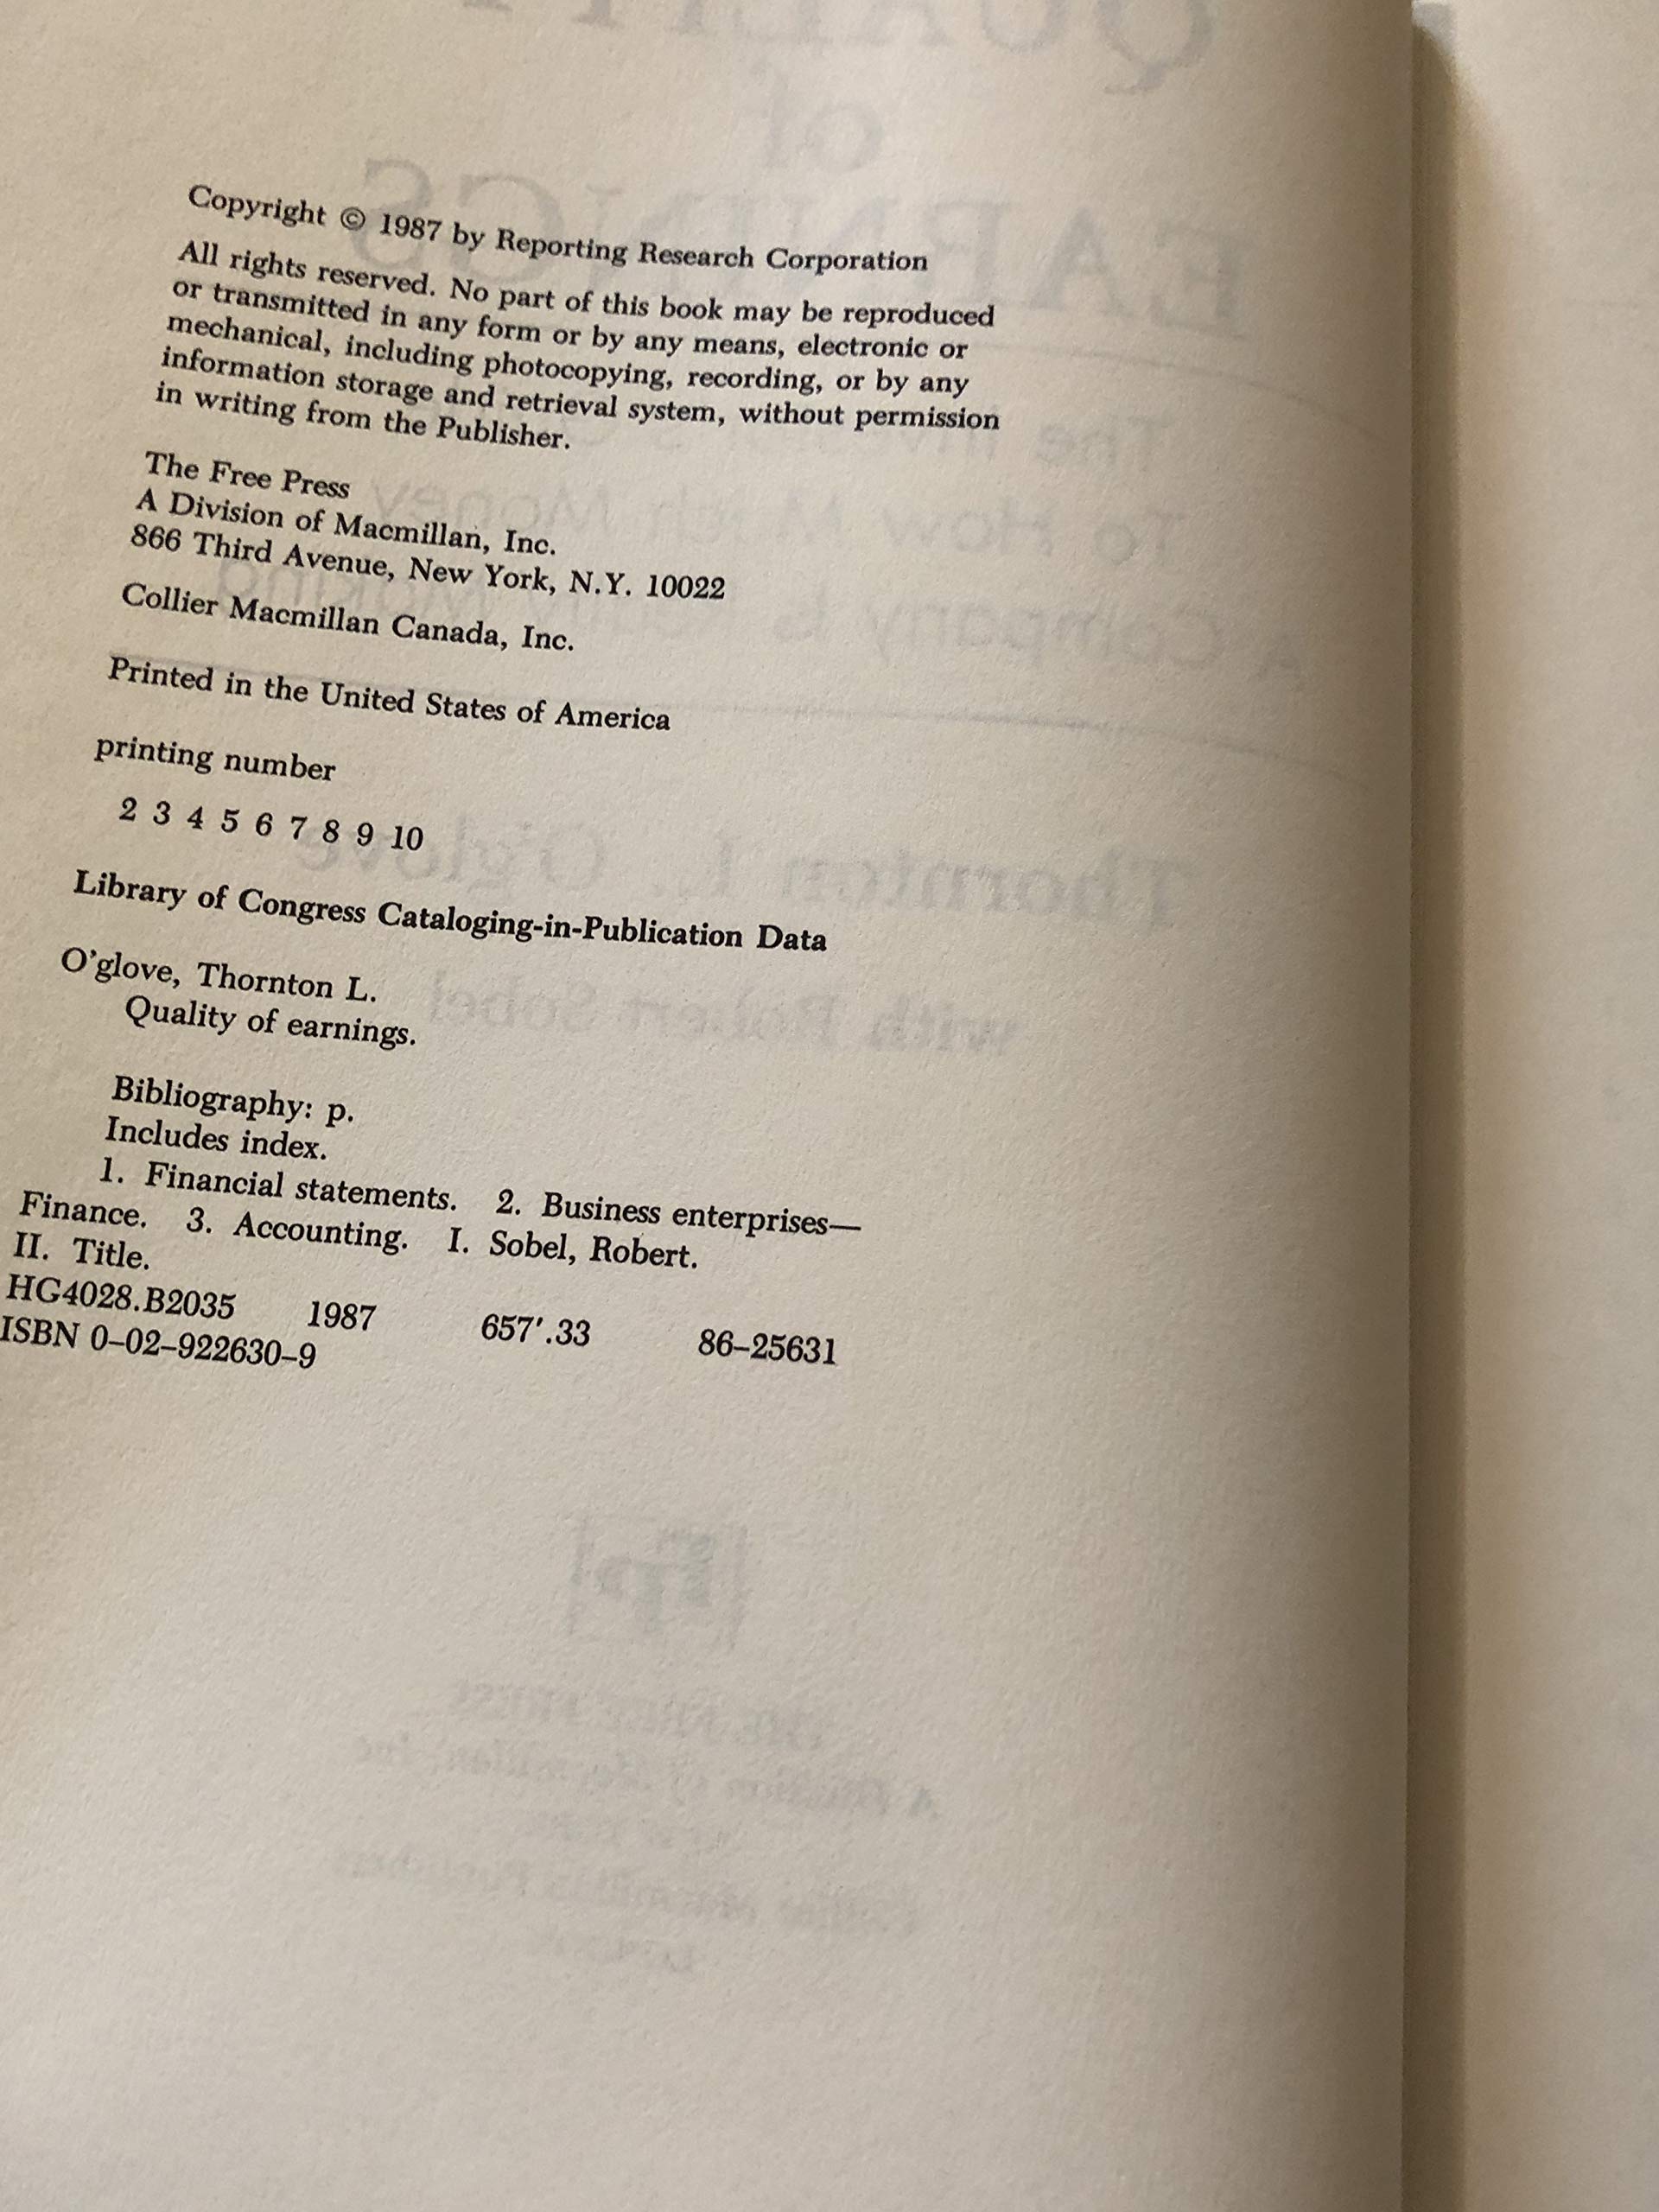 Copyright © 1987 by Reporting Research Corporation
All rights reserved. No part of this book may be reproduced
or transmitted in any form or by any means, electronic or
mechanical, including photocopying, recording, or by any
information storage and retrieval system, without permission
in writing from the Publisher.
The Free Press
A Division of Macmillan, Inc.
866 Third Avenue, New York, N.Y. 10022
Collier Macmillan Canada, Inc.
Printed in the United States of America
printing number
2 3 4 5 6 7 8 9 10
Library of Congress Cataloging-in-Publication Data
O'glove, Thornton L.
Quality of earnings.
Bibliography: p.
Includes index.
1. Financial statements. 2. Business enterprises—
Finance. 3. Accounting. I. Sobel, Robert.
II. Title.
HG4028.B2035 1987 657'.33 86–25631
ISBN 0–02–922630–9